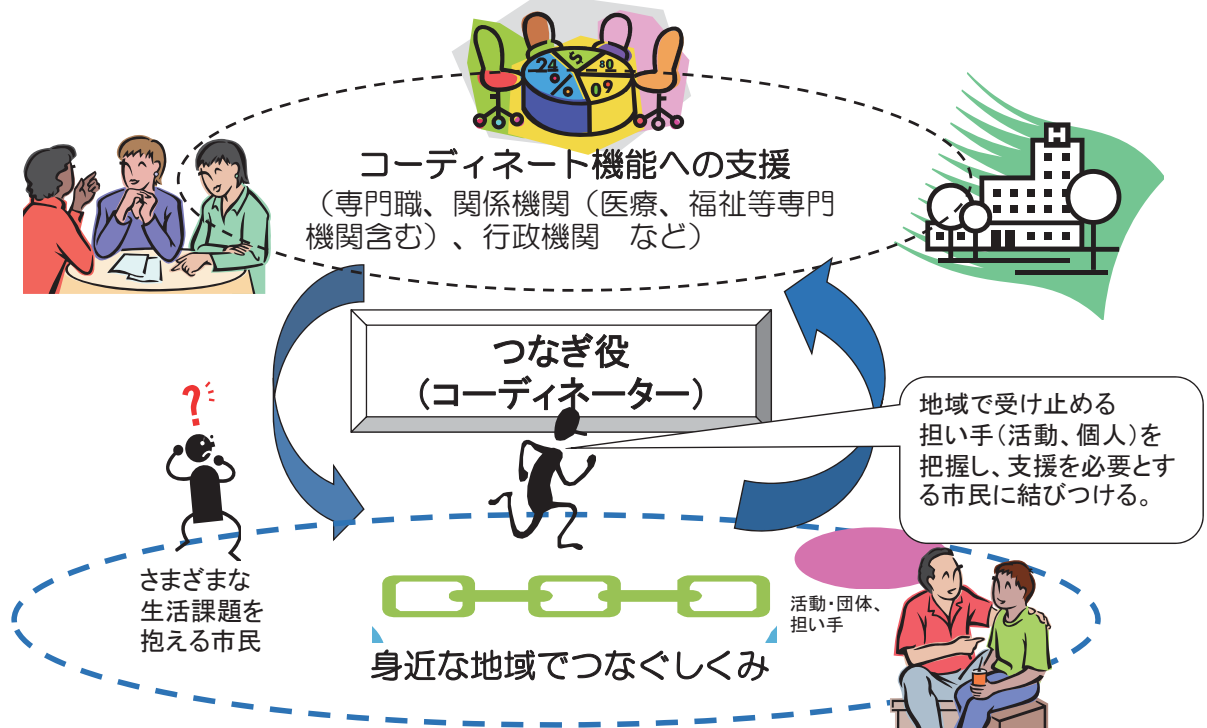 24
5
80
%
09
コーディネート機能への支援
（専門職、関係機関（医療、福祉等専門
機関含む）、行政機関　など）
H
つなぎ役
（コーディネーター）
地域で受け止める
担い手（活動、個人）を
把握し、支援を必要とす
る市民に結びつける。
?
さまざまな
生活課題を
抱える市民
活動・団体、
担い手
身近な地域でつなぐしくみ